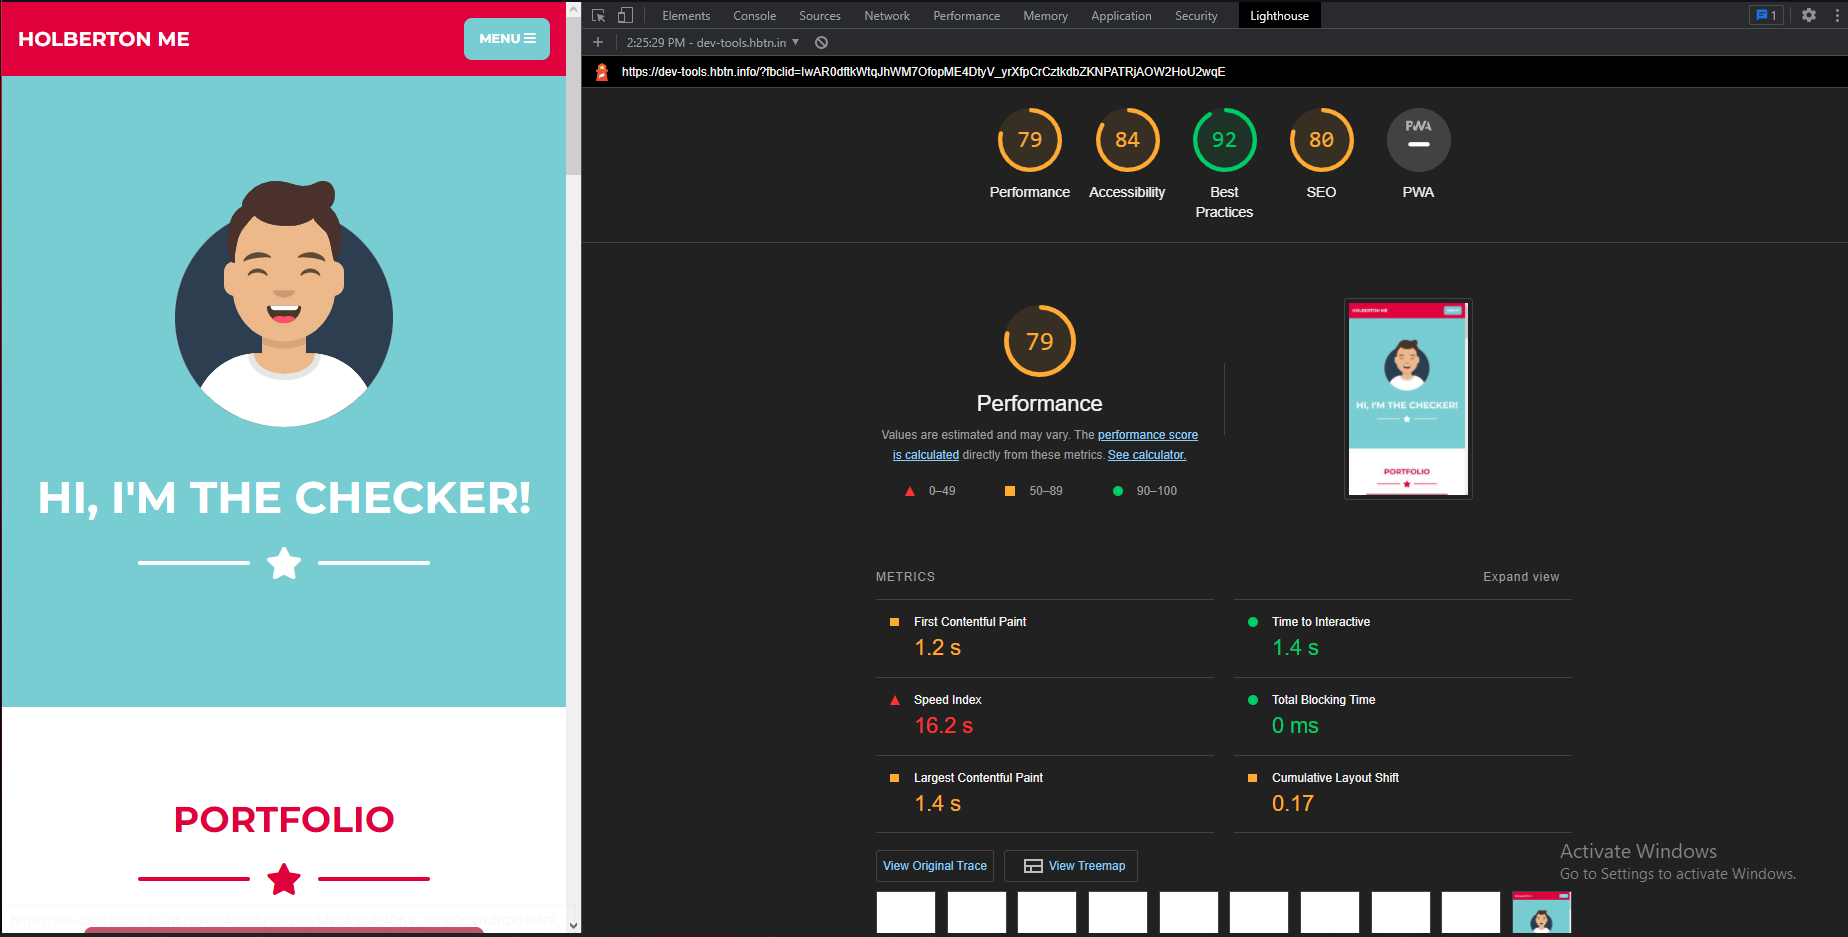 HOLBERTON ME
MENU
HI, I'M THE CHECKER!
PORTFOLIO
Elements Console Sources Network Performance Memory Application Security Lighthouse 1
2:25:29 PM - dev-tools.hbtn.in
https://dev-tools.hbtn.info/?fbclid=IwAR0dftkWtqJhWM7OfopME4DtyV_yrXfpCrCztkdbZKNPATRjAOW2HoU2wqE
79 84 92 80 PWA
Performance Accessibility Best Practices SEO PWA
79
Performance
Values are estimated and may vary. The performance score
is calculated directly from these metrics. See calculator.
0–49 50–89 90–100
HOLBERTON ME
HI, I'M THE CHECKER!
PORTFOLIO
METRICS Expand view
First Contentful Paint
1.2 s
Time to Interactive
1.4 s
Speed Index
16.2 s
Total Blocking Time
0 ms
Largest Contentful Paint
1.4 s
Cumulative Layout Shift
0.17
View Original Trace View Treemap
Activate Windows
Go to Settings to activate Windows.